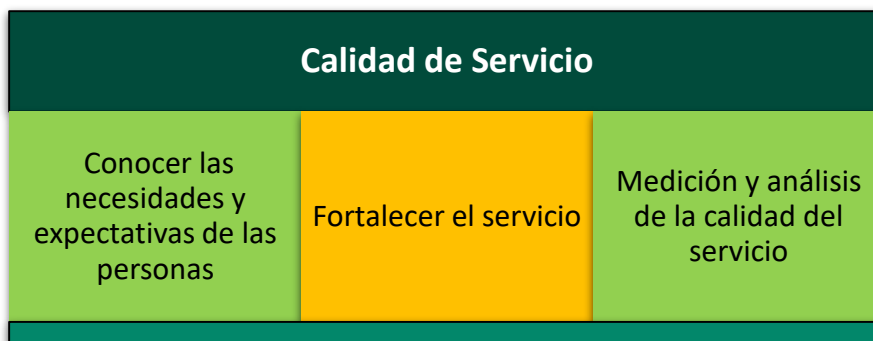 Calidad de Servicio
Conocer las
necesidades y
expectativas de las
personas
Fortalecer el servicio
Medición y análisis
de la calidad del
servicio